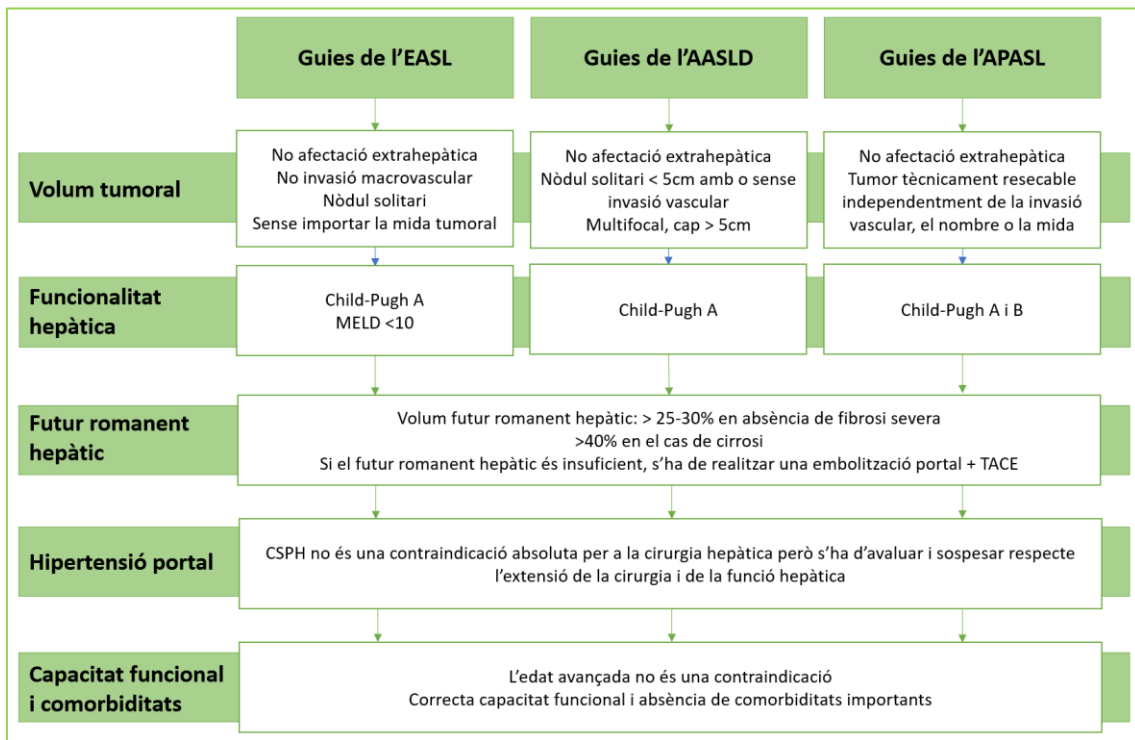 Guies de l’EASL
Guies de l’AASLD
Guies de l’APASL
Volum tumoral
No afectació extrahepàtica
No invasió macrovascular
Nòdul solitari
Sense importar la mida tumoral
No afectació extrahepàtica
Nòdul solitari < 5cm amb o sense
invasió vascular
Multifocal, cap > 5cm
No afectació extrahepàtica
Tumor tècnicament resecable
independentment de la invasió
vascular, el nombre o la mida
Funcionalitat
hepàtica
Child-Pugh A
MELD <10
Child-Pugh A
Child-Pugh A i B
Futur romanent
hepàtic
Volum futur romanent hepàtic: > 25-30% en absència de fibrosi severa
>40% en el cas de cirrosi
Si el futur romanent hepàtic és insuficient, s’ha de realitzar una embolització portal + TACE
Hipertensió portal
CSPH no és una contraindicació absoluta per a la cirurgia hepàtica però s’ha d’avaluar i sospesar respecte
l’extensió de la cirurgia i de la funció hepàtica
Capacitat funcional
i comorbiditats
L’edat avançada no és una contraindicació
Correcta capacitat funcional i absència de comorbiditats importants